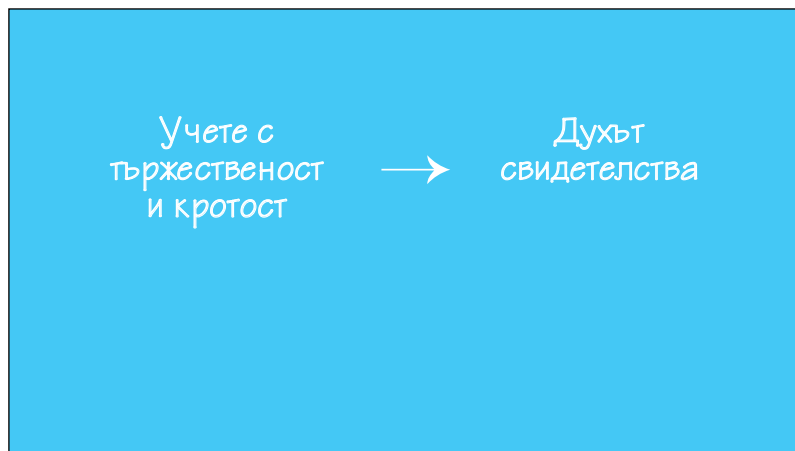 Учете с
тържественост
и кротост
Духът
свидетелства